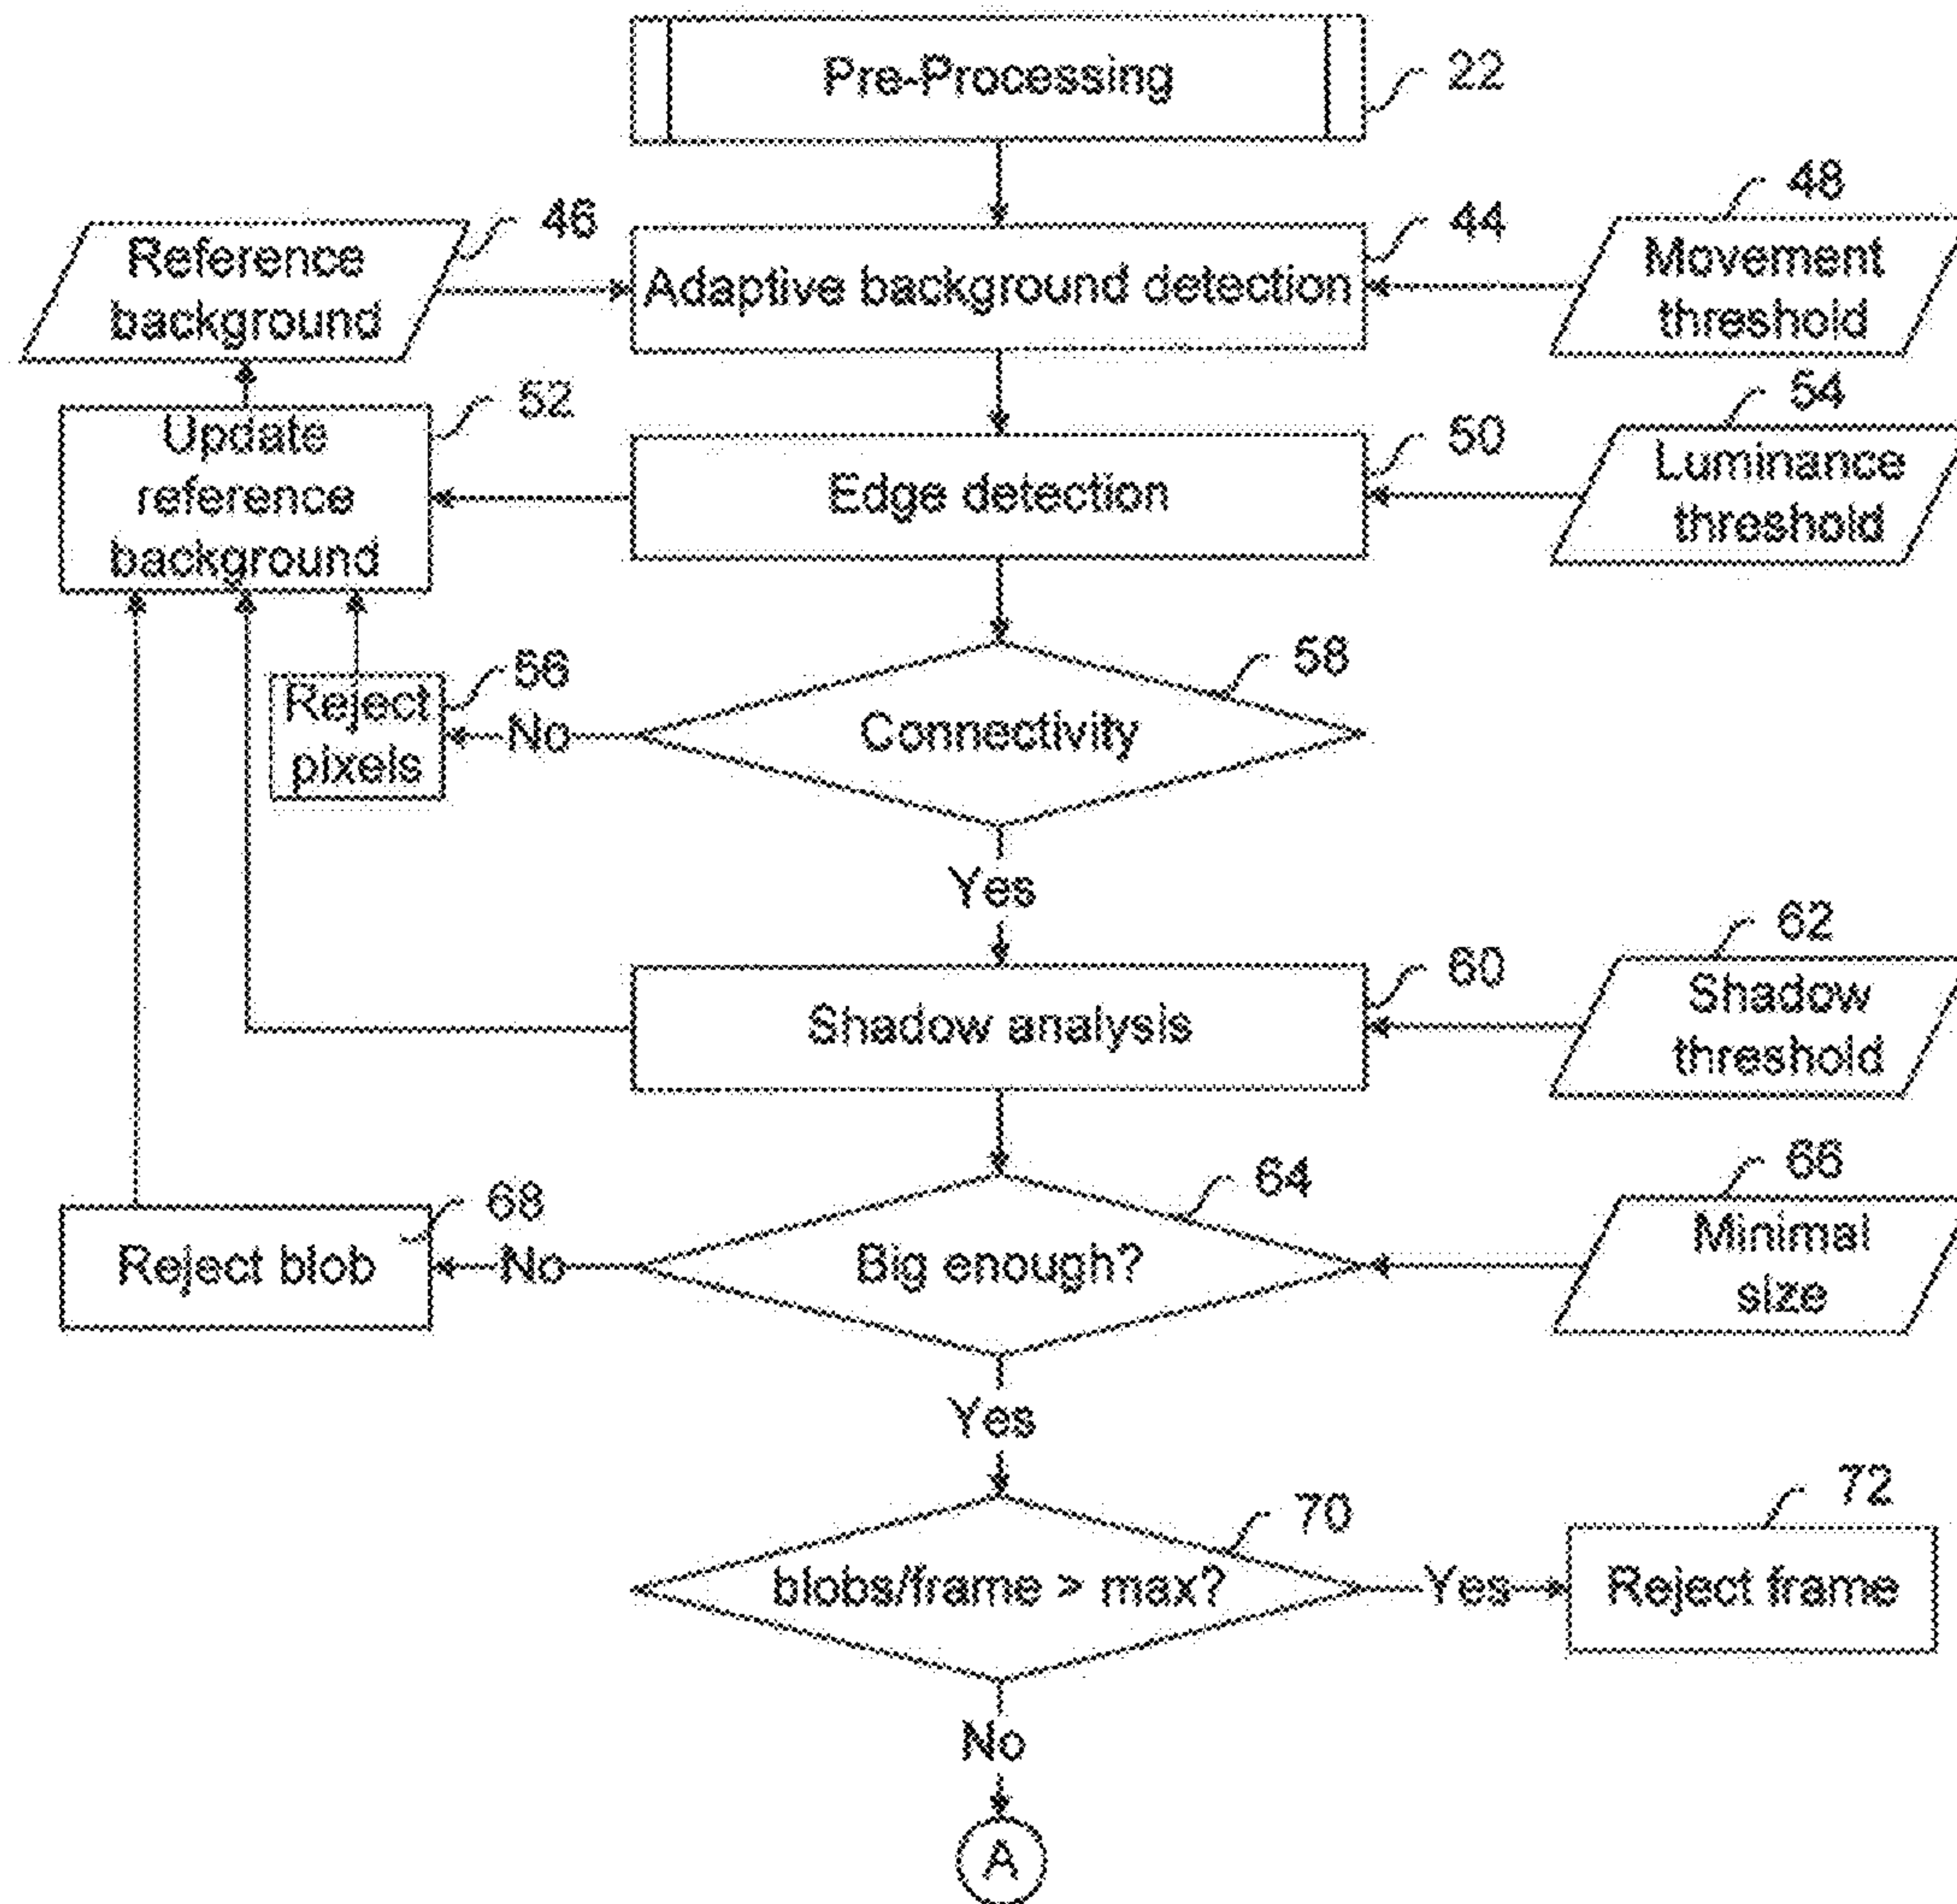 Pre-Processing
22
Reference
background
46
Adaptive background detection
44
Movement
threshold
48
Update
reference
background
52
Edge detection
50
Luminance
threshold
54
Reject
pixels
56
No
Connectivity
58
Yes
Shadow analysis
60
Shadow
threshold
62
Reject blob
68
No
Big enough?
64
Minimal
size
66
Yes
blobs/frame > max?
70
Yes
Reject frame
72
No
A